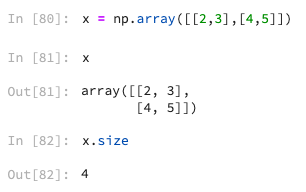 In [80]: x = np.array([[2,3],[4,5]])
In [81]: x
Out[81]: array([[2, 3],
       [4, 5]])
In [82]: x.size
Out[82]: 4